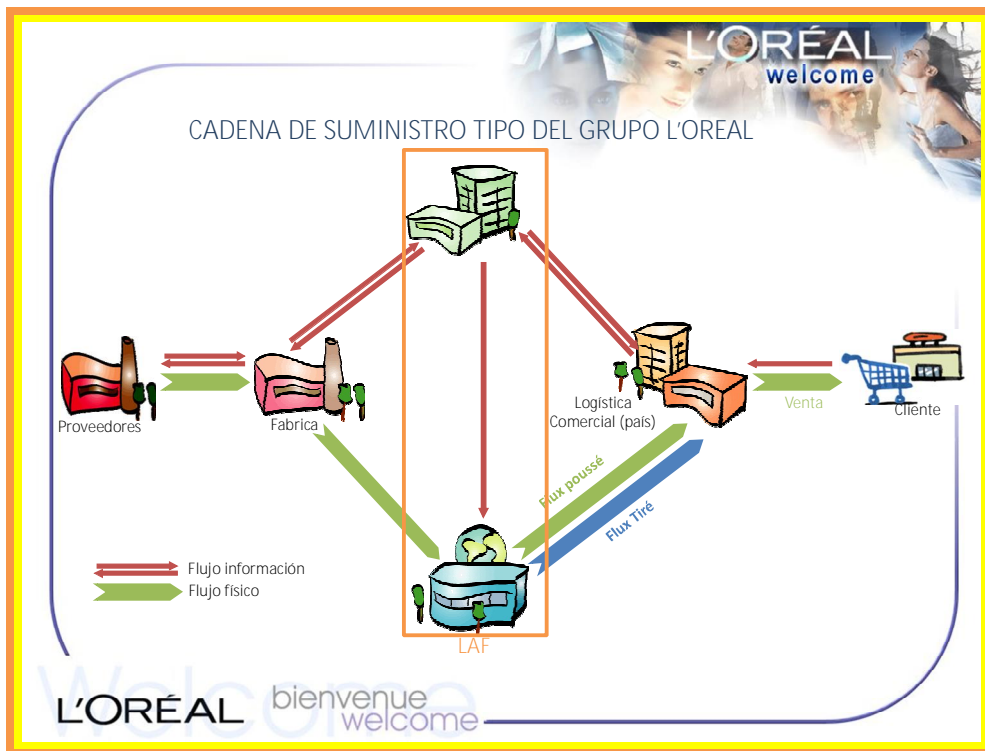 L'ORÉAL
welcome
CADENA DE SUMINISTRO TIPO DEL GRUPO L'OREAL
Proveedores
Fabrica
Logística
Comercial (país)
Venta
Cliente
Flux poussé
Flux Tiré
Flujo información
Flujo físico
LAF
Welcome
L'ORÉAL
bienvenue
welcome